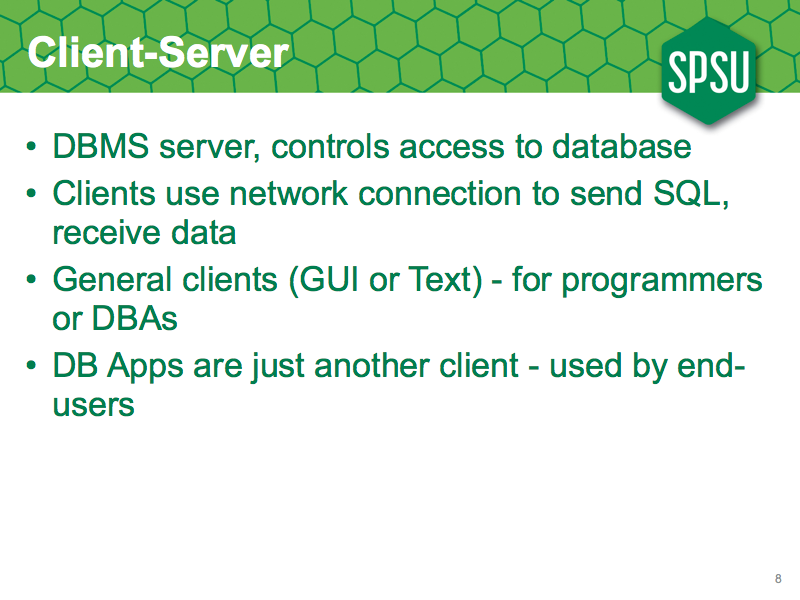 Client-Server
SPSU
• DBMS server, controls access to database
• Clients use network connection to send SQL,
receive data
• General clients (GUI or Text) - for programmers
or DBAs
• DB Apps are just another client - used by end-
users
8